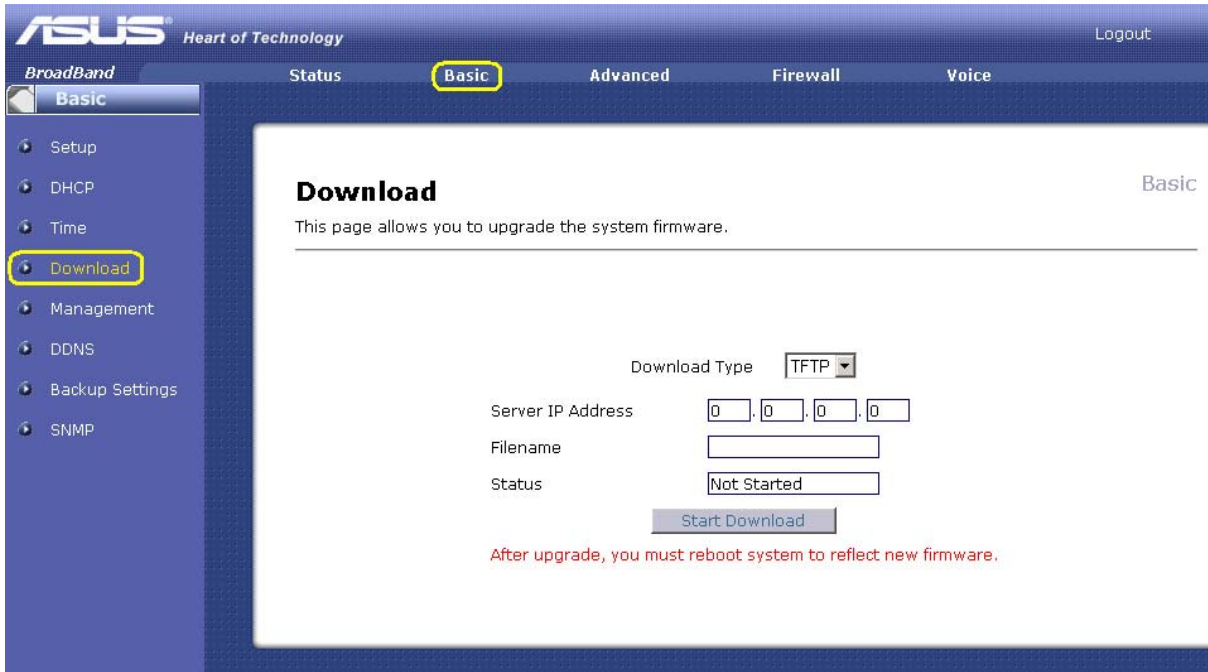 ASUS® Heart of Technology
Logout
BroadBand
Status Basic Advanced Firewall Voice
Basic
Setup
DHCP
Time
Download
Management
DDNS
Backup Settings
SNMP
Download
Basic
This page allows you to upgrade the system firmware.
Download Type TFTP
Server IP Address 0 . 0 . 0 . 0
Filename
Status Not Started
Start Download
After upgrade, you must reboot system to reflect new firmware.